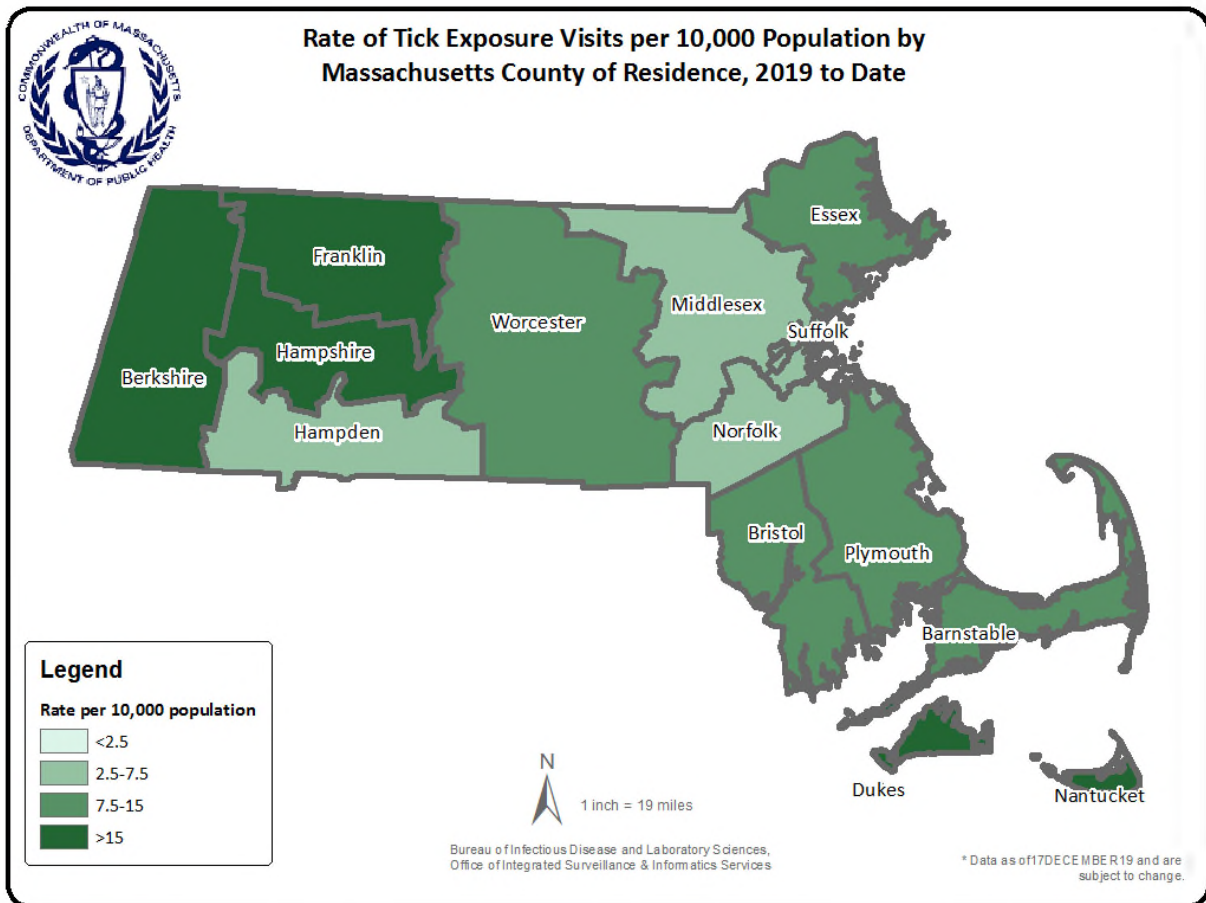 COMMONWEALTH OF MASSACHUSETTS
DEPARTMENT OF PUBLIC HEALTH
Rate of Tick Exposure Visits per 10,000 Population by
Massachusetts County of Residence, 2019 to Date
Essex
Franklin
Middlesex
Worcester
Suffolk
Hampshire
Berkshire
Hampden
Norfolk
Bristol
Plymouth
Barnstable
Dukes
Nantucket
Legend
Rate per 10,000 population
<2.5
2.5-7.5
7.5-15
>15
N
1 inch = 19 miles
Bureau of Infectious Disease and Laboratory Sciences,
Office of Integrated Surveillance & Informatics Services
* Data as of17DECEMBER19 and are
subject to change.